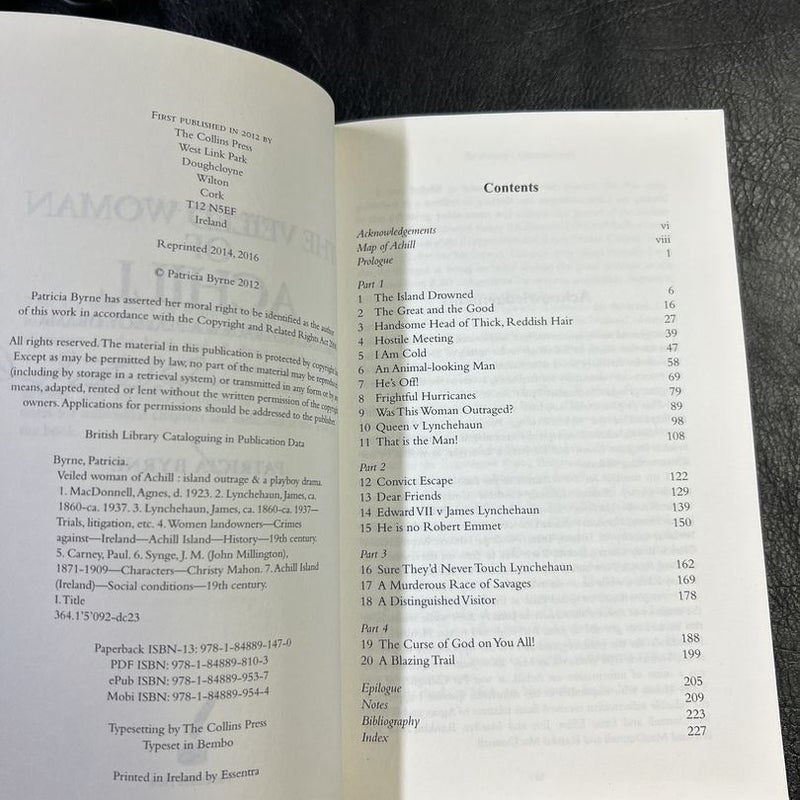 FIRST PUBLISHED IN 2012 BY
The Collins Press
West Link Park
Doughcloyne
Wilton
Cork
T12 N5EF
Ireland
Reprinted 2014, 2016
© Patricia Byrne 2012
Patricia Byrne has asserted her moral right to be identified as the author
of this work in accordance with the Copyright and Related Rights Act
All rights reserved. The material in this publication is protected by copyright
Except as may be permitted by law, no part of the material may be reproduced
(including by storage in a retrieval system) or transmitted in any form or by
means, adapted, rented or lent without the written permission of the copyright
owners. Applications for permissions should be addressed to the publisher.
British Library Cataloguing in Publication Data
Byrne, Patricia.
Veiled woman of Achill : island outrage & a playboy drama.
1. MacDonnell, Agnes, d. 1923. 2. Lynchehaun, James, ca.
1860-ca. 1937. 3. Lynchehaun, James, ca. 1860-ca. 1937—
Trials, litigation, etc. 4. Women landowners—Crimes
against—Ireland—Achill Island—History—19th century.
5. Carney, Paul. 6. Synge, J. M. (John Millington),
1871-1909—Characters—Christy Mahon. 7. Achill Island
(Ireland)—Social conditions—19th century.
I. Title
364.1'5'092-dc23
Paperback ISBN-13: 978-1-84889-147-0
PDF ISBN: 978-1-84889-810-3
ePub ISBN: 978-1-84889-953-7
Mobi ISBN: 978-1-84889-954-4
Typesetting by The Collins Press
Typeset in Bembo
Printed in Ireland by Essentra
Contents
Acknowledgements vi
Map of Achill viii
Prologue 1
Part 1
1 The Island Drowned 6
2 The Great and the Good 16
3 Handsome Head of Thick, Reddish Hair 27
4 Hostile Meeting 39
5 I Am Cold 47
6 An Animal-looking Man 58
7 He's Off! 69
8 Frightful Hurricanes 79
9 Was This Woman Outraged? 89
10 Queen v Lynchehaun 98
11 That is the Man! 108
Part 2
12 Convict Escape 122
13 Dear Friends 129
14 Edward VII v James Lynchehaun 139
15 He is no Robert Emmet 150
Part 3
16 Sure They'd Never Touch Lynchehaun 162
17 A Murderous Race of Savages 169
18 A Distinguished Visitor 178
Part 4
19 The Curse of God on You All! 188
20 A Blazing Trail 199
Epilogue 205
Notes 209
Bibliography 223
Index 227